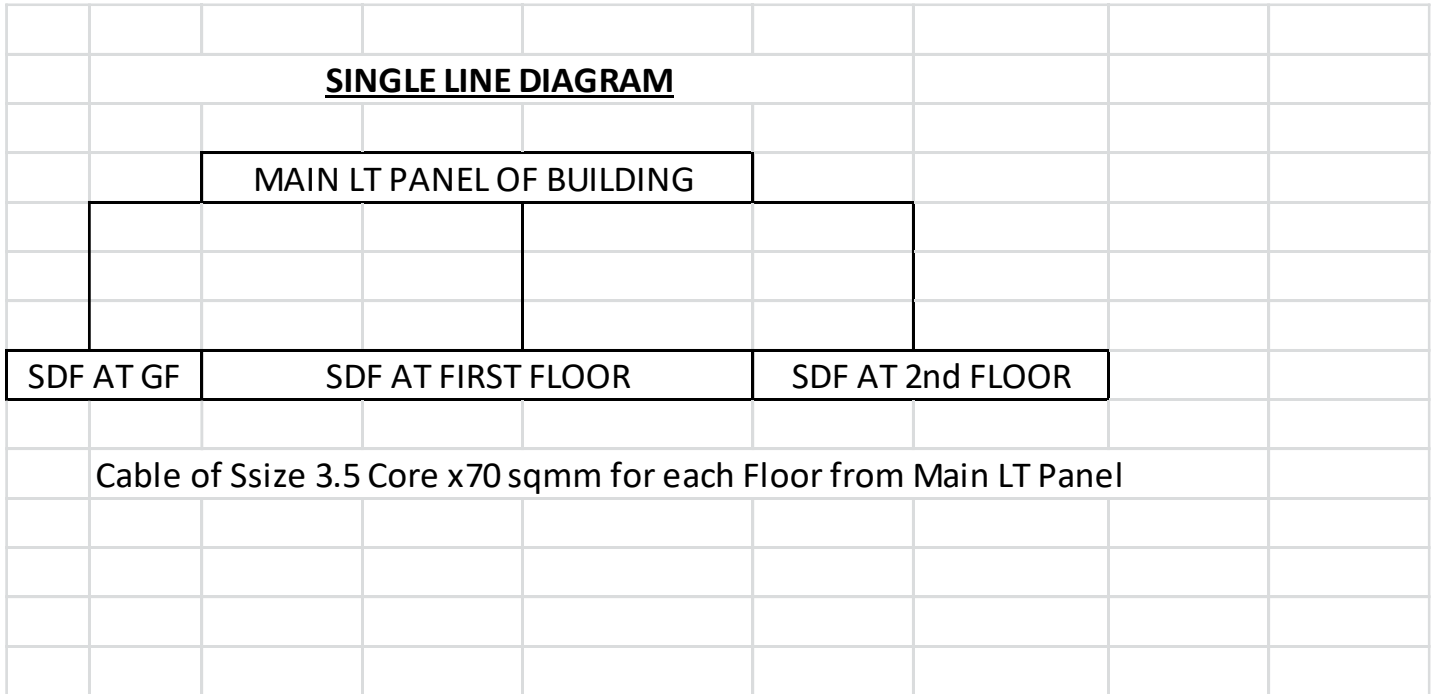 SINGLE LINE DIAGRAM
MAIN LT PANEL OF BUILDING
SDF AT GF SDF AT FIRST FLOOR SDF AT 2nd FLOOR
Cable of Ssize 3.5 Core x70 sqmm for each Floor from Main LT Panel